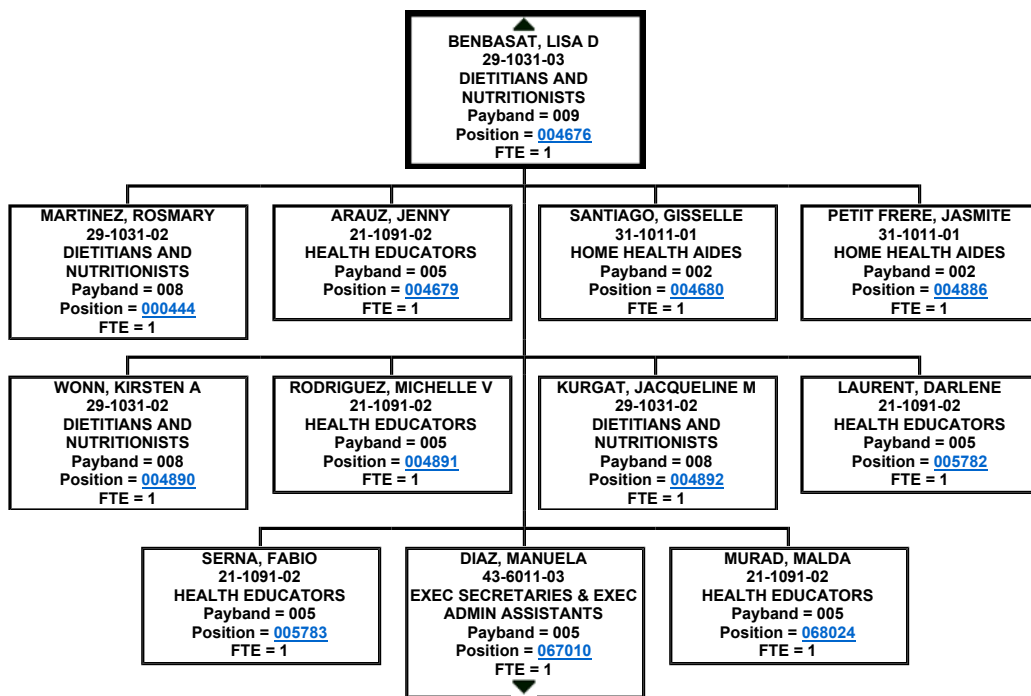 BENBASAT, LISA D
29-1031-03
DIETITIANS AND
NUTRITIONISTS
Payband = 009
Position = 004676
FTE = 1
MARTINEZ, ROSMARY
29-1031-02
DIETITIANS AND
NUTRITIONISTS
Payband = 008
Position = 000444
FTE = 1
ARAUZ, JENNY
21-1091-02
HEALTH EDUCATORS
Payband = 005
Position = 004679
FTE = 1
SANTIAGO, GISSELLE
31-1011-01
HOME HEALTH AIDES
Payband = 002
Position = 004680
FTE = 1
PETIT FRERE, JASMITE
31-1011-01
HOME HEALTH AIDES
Payband = 002
Position = 004886
FTE = 1
WONN, KIRSTEN A
29-1031-02
DIETITIANS AND
NUTRITIONISTS
Payband = 008
Position = 004890
FTE = 1
RODRIGUEZ, MICHELLE V
21-1091-02
HEALTH EDUCATORS
Payband = 005
Position = 004891
FTE = 1
KURGAT, JACQUELINE M
29-1031-02
DIETITIANS AND
NUTRITIONISTS
Payband = 008
Position = 004892
FTE = 1
LAURENT, DARLENE
21-1091-02
HEALTH EDUCATORS
Payband = 005
Position = 005782
FTE = 1
SERNA, FABIO
21-1091-02
HEALTH EDUCATORS
Payband = 005
Position = 005783
FTE = 1
DIAZ, MANUELA
43-6011-03
EXEC SECRETARIES & EXEC
ADMIN ASSISTANTS
Payband = 005
Position = 067010
FTE = 1
MURAD, MALDA
21-1091-02
HEALTH EDUCATORS
Payband = 005
Position = 068024
FTE = 1